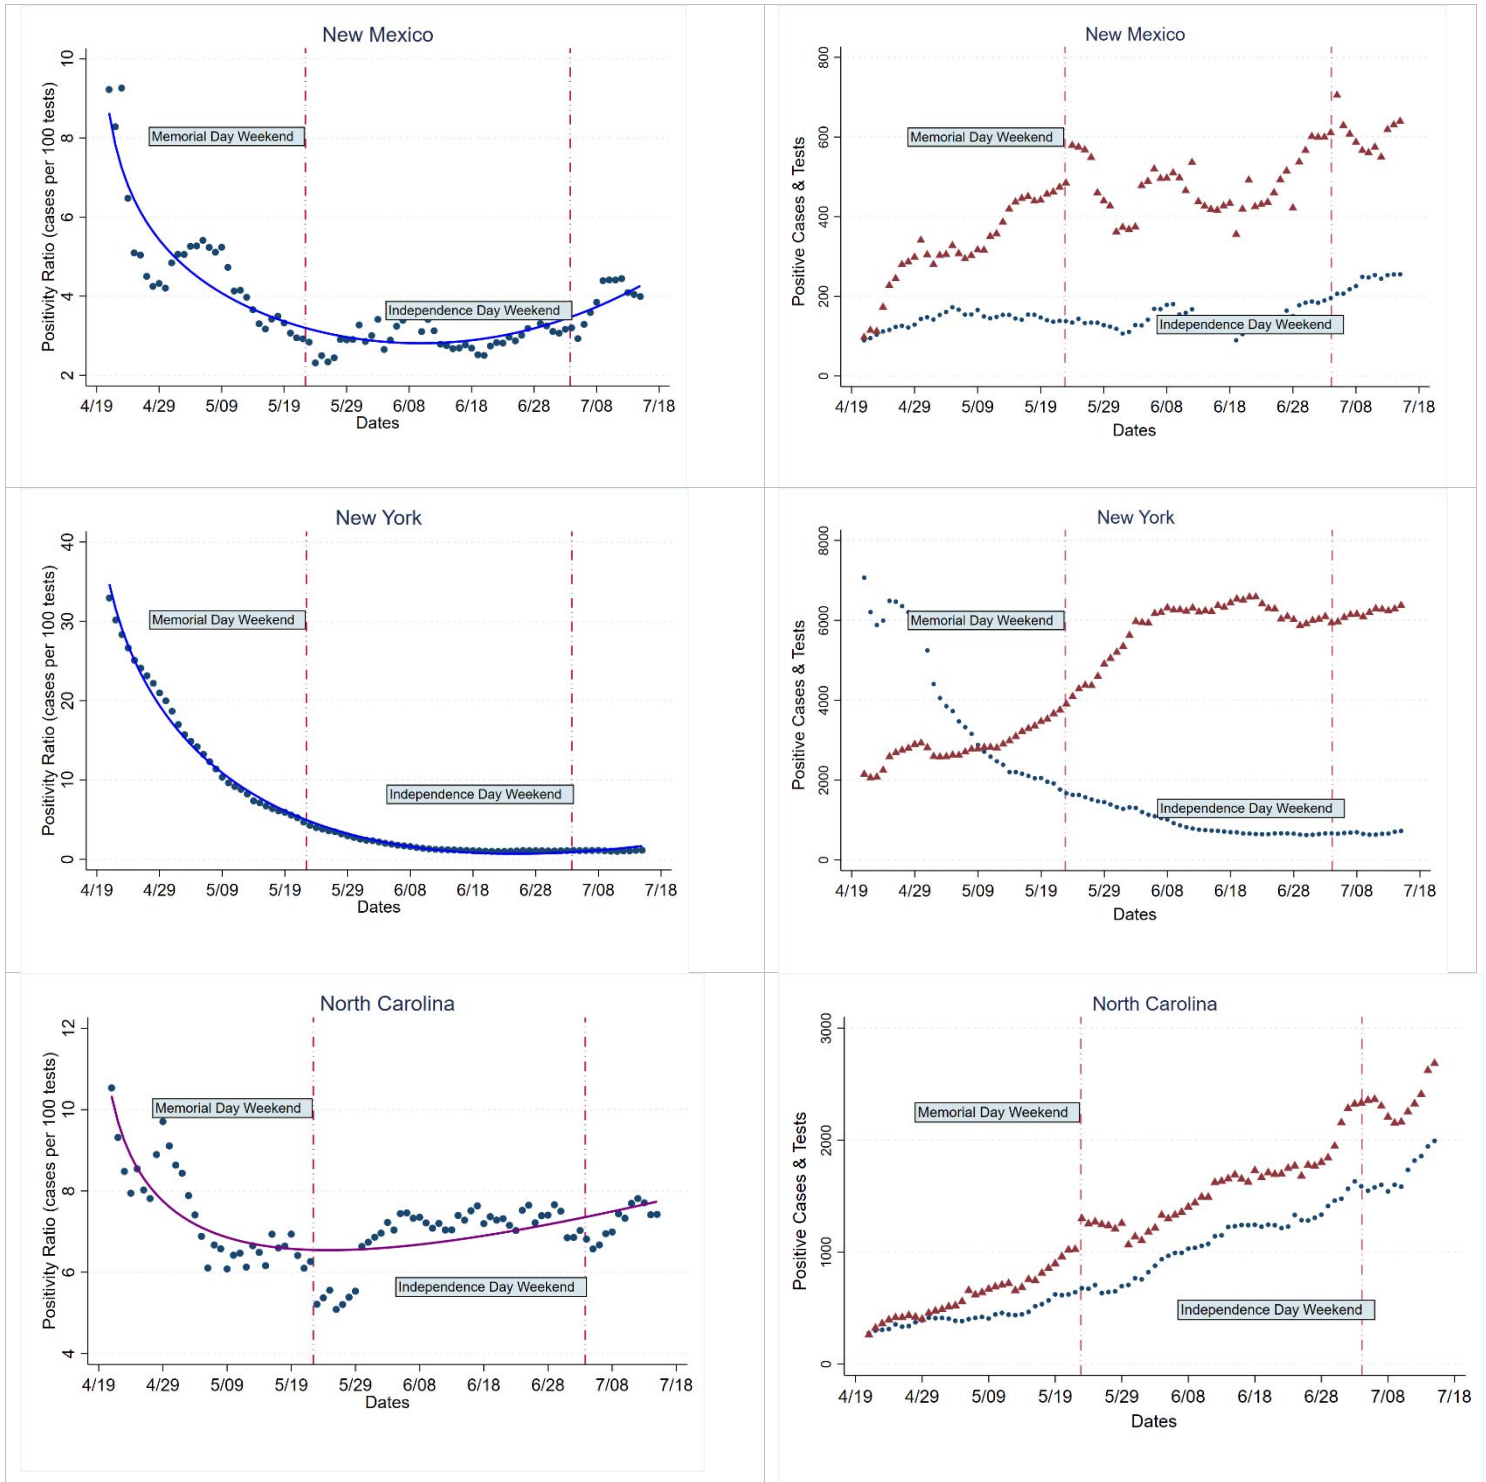 New Mexico
Positivity Ratio (cases per 100 tests)
10
8
6
4
2
Memorial Day Weekend
Independence Day Weekend
4/19 4/29 5/09 5/19 5/29 6/08 6/18 6/28 7/08 7/18
Dates
New Mexico
Positive Cases & Tests
800
600
400
200
0
Memorial Day Weekend
Independence Day Weekend
4/19 4/29 5/09 5/19 5/29 6/08 6/18 6/28 7/08 7/18
Dates
New York
Positivity Ratio (cases per 100 tests)
40
30
20
10
0
Memorial Day Weekend
Independence Day Weekend
4/19 4/29 5/09 5/19 5/29 6/08 6/18 6/28 7/08 7/18
Dates
New York
Positive Cases & Tests
8000
6000
4000
2000
0
Memorial Day Weekend
Independence Day Weekend
4/19 4/29 5/09 5/19 5/29 6/08 6/18 6/28 7/08 7/18
Dates
North Carolina
Positivity Ratio (cases per 100 tests)
12
10
8
6
4
Memorial Day Weekend
Independence Day Weekend
4/19 4/29 5/09 5/19 5/29 6/08 6/18 6/28 7/08 7/18
Dates
North Carolina
Positive Cases & Tests
3000
2000
1000
0
Memorial Day Weekend
Independence Day Weekend
4/19 4/29 5/09 5/19 5/29 6/08 6/18 6/28 7/08 7/18
Dates